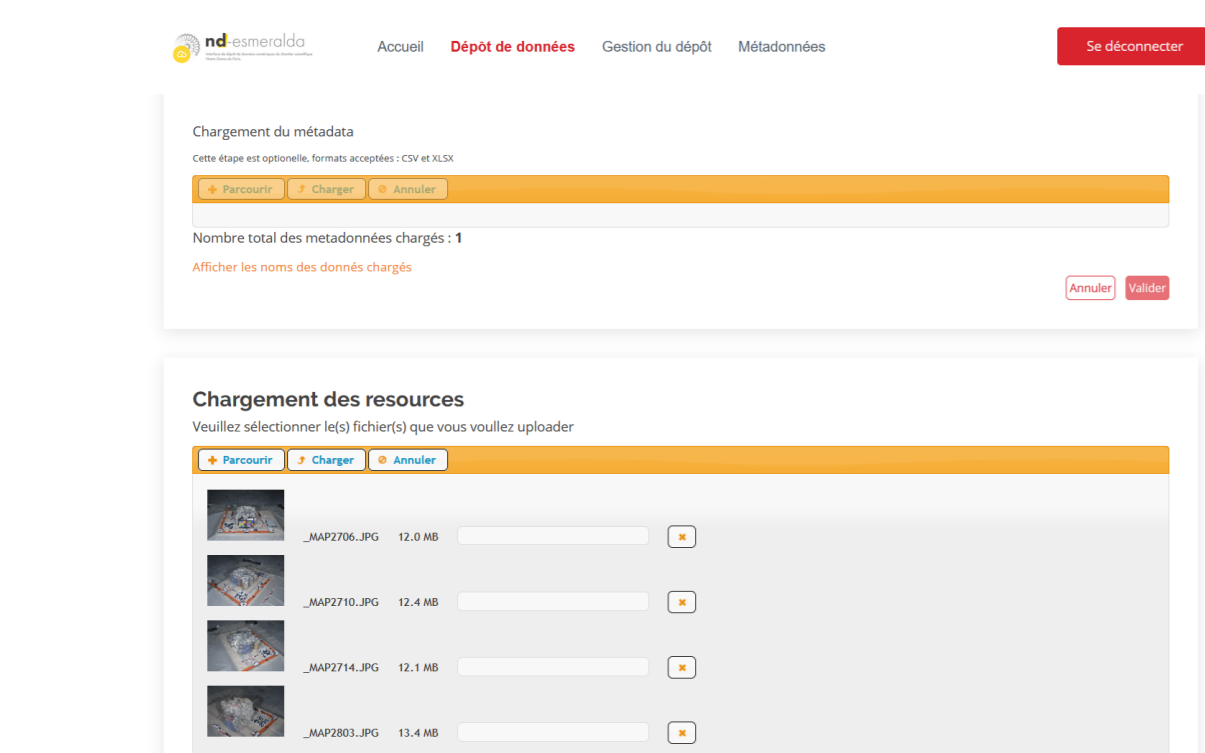 nd-esmeralda
Accueil Dépôt de données Gestion du dépôt Métadonnées Se déconnecter
Chargement du métadata
Cette étape est optionelle, formats acceptées : CSV et XLSX
Parcourir Charger Annuler
Nombre total des metadonnées chargés : 1
Afficher les noms des donnés chargés
Annuler Valider
Chargement des resources
Veuillez sélectionner le(s) fichier(s) que vous voullez uploader
Parcourir Charger Annuler
_MAP2706.JPG 12.0 MB
_MAP2710.JPG 12.4 MB
_MAP2714.JPG 12.1 MB
_MAP2803.JPG 13.4 MB